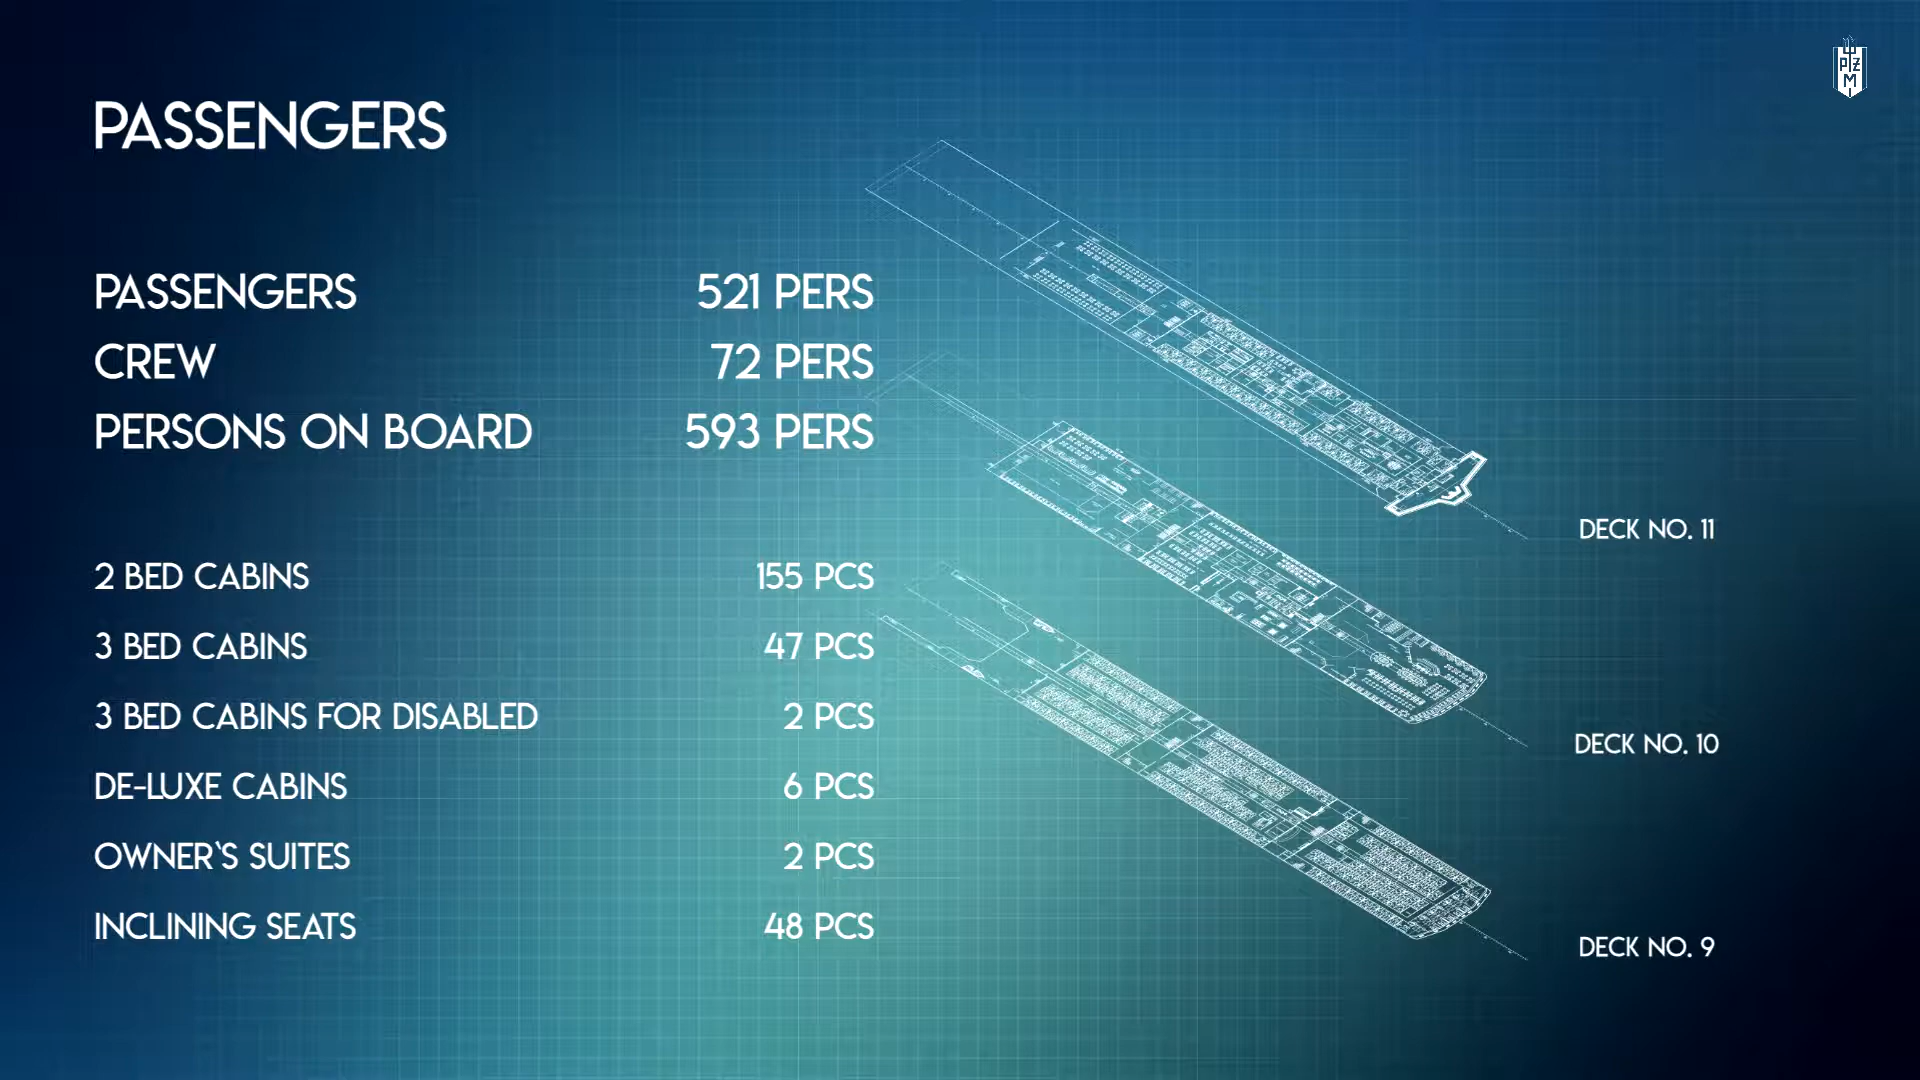 PASSENGERS
PASSENGERS 521 PERS
CREW 72 PERS
PERSONS ON BOARD 593 PERS
2 BED CABINS 155 PCS
3 BED CABINS 47 PCS
3 BED CABINS FOR DISABLED 2 PCS
DE-LUXE CABINS 6 PCS
OWNER'S SUITES 2 PCS
INCLINING SEATS 48 PCS
PŻM
DECK NO. 11
DECK NO. 10
DECK NO. 9